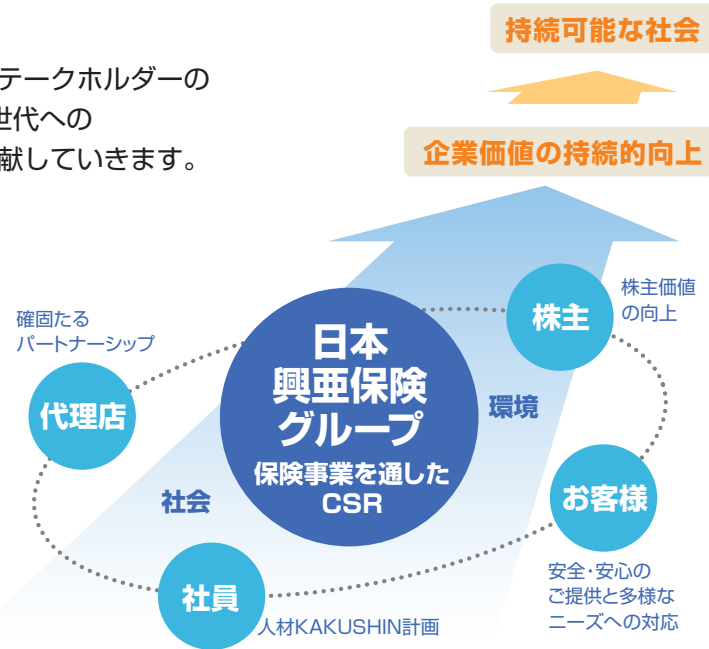 持続可能な社会
テークホルダーの
世代への
献していきます。
企業価値の持続的向上
株主価値
の向上
株主
確固たる
パートナーシップ
代理店
日本
興亜保険
グループ
保険事業を通した
CSR
環境
社会
お客様
安全・安心の
ご提供と多様な
ニーズへの対応
社員
人材KAKUSHIN計画